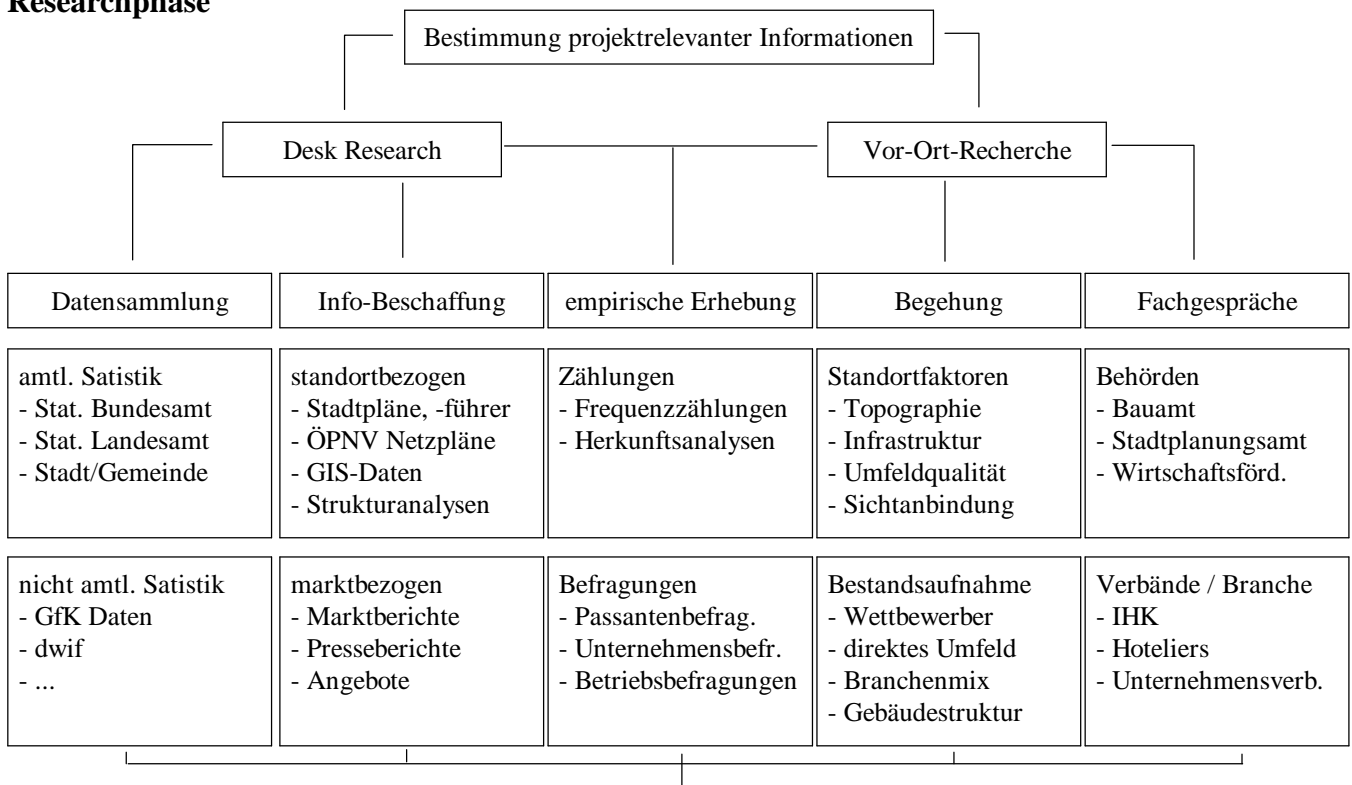 Researchphase
Bestimmung projektrelevanter Informationen
Desk Research
Vor-Ort-Recherche
Datensammlung
Info-Beschaffung
empirische Erhebung
Begehung
Fachgespräche
amtl. Satistik
- Stat. Bundesamt
- Stat. Landesamt
- Stadt/Gemeinde
standortbezogen
- Stadtpläne, -führer
- ÖPNV Netzpläne
- GIS-Daten
- Strukturanalysen
Zählungen
- Frequenzzählungen
- Herkunftsanalysen
Standortfaktoren
- Topographie
- Infrastruktur
- Umfeldqualität
- Sichtanbindung
Behörden
- Bauamt
- Stadtplanungsamt
- Wirtschaftsförd.
nicht amtl. Satistik
- GfK Daten
- dwif
- ...
marktbezogen
- Marktberichte
- Presseberichte
- Angebote
Befragungen
- Passantenbefrag.
- Unternehmensbefr.
- Betriebsbefragungen
Bestandsaufnahme
- Wettbewerber
- direktes Umfeld
- Branchenmix
- Gebäudestruktur
Verbände / Branche
- IHK
- Hoteliers
- Unternehmensverb.